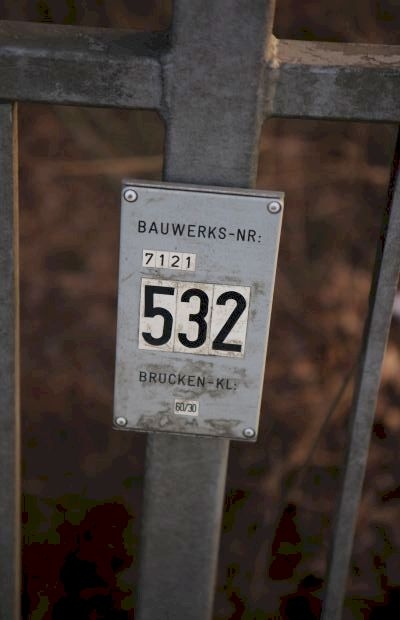 BAUWERKS-NR:
7121
532
BRÜCKEN-KL:
60/30